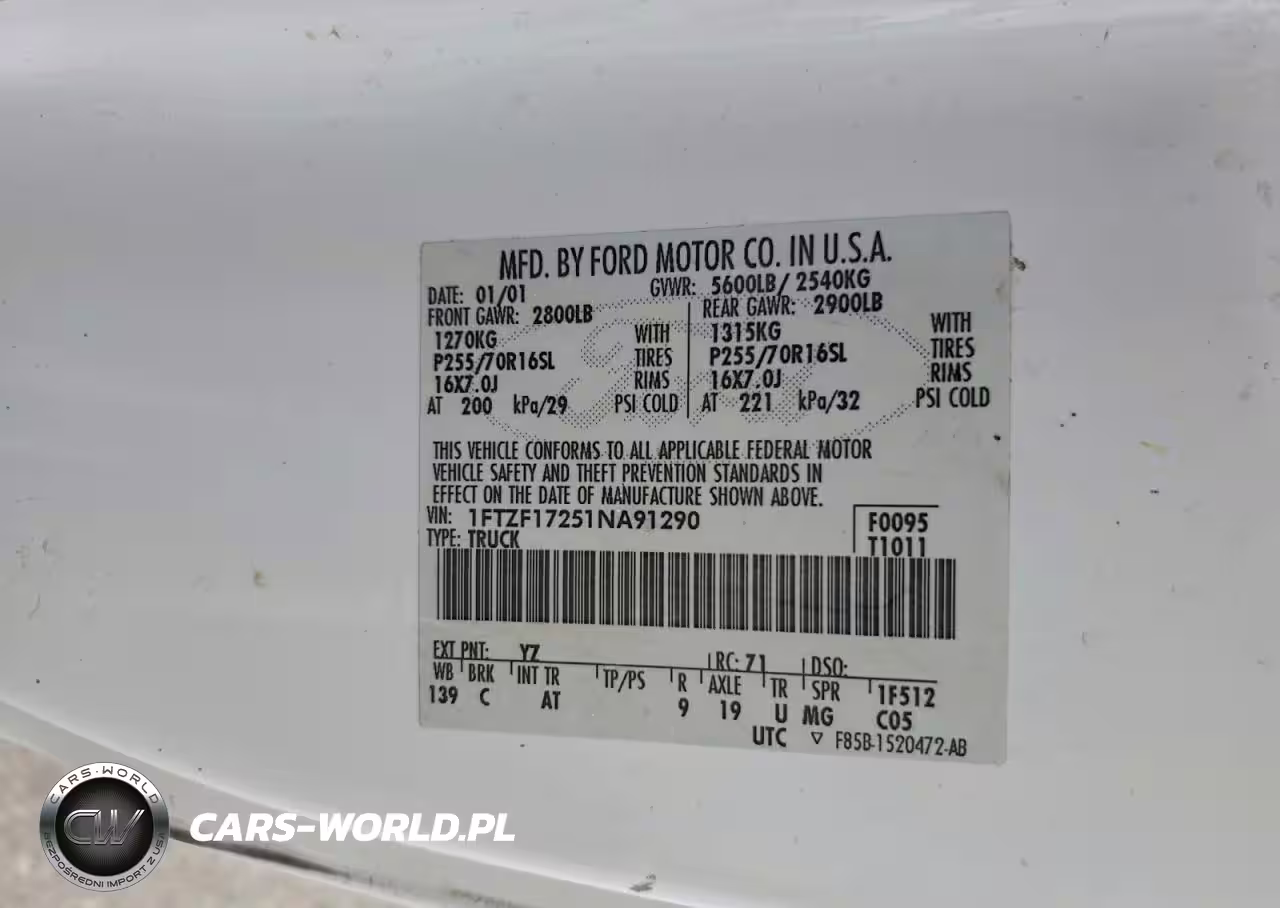 MFD. BY FORD MOTOR CO. IN U.S.A.
DATE: 01/01 GVWR: 5600LB/ 2540KG
FRONT GAWR: 2800LB REAR GAWR: 2900LB
1270KG WITH 1315KG WITH
P255/70R16SL TIRES P255/70R16SL TIRES
16X7.0J RIMS 16X7.0J RIMS
AT 200 kPa/29 PSI COLD AT 221 kPa/32 PSI COLD
THIS VEHICLE CONFORMS TO ALL APPLICABLE FEDERAL MOTOR
VEHICLE SAFETY AND THEFT PREVENTION STANDARDS IN
EFFECT ON THE DATE OF MANUFACTURE SHOWN ABOVE.
VIN: 1FTZF17251NA91290 F0095
TYPE: TRUCK T1011
EXT PNT: YZ RC: 71 DSO:
WB BRK INT TR TP/PS R AXLE TR SPR 1F512
139 C AT 9 19 U MG C05
UTC ▽ F85B-1520472-AB
CARS-WORLD
CW
BEZPOŚREDNI IMPORT Z USA
CARS-WORLD.PL